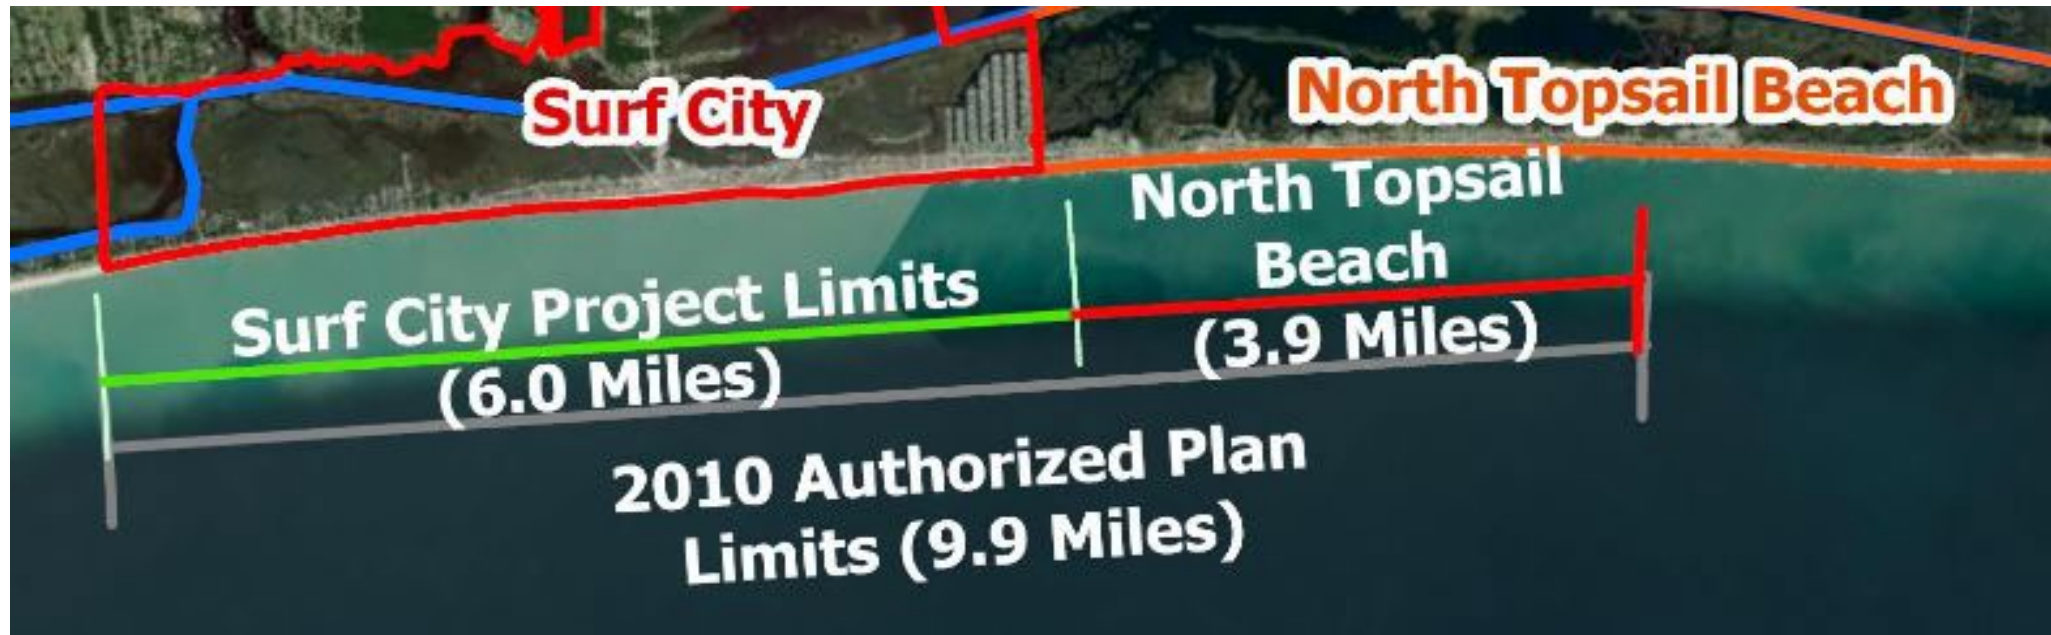 Surf City
North Topsail Beach
North Topsail
Beach
(3.9 Miles)
Surf City Project Limits
(6.0 Miles)
2010 Authorized Plan
Limits (9.9 Miles)